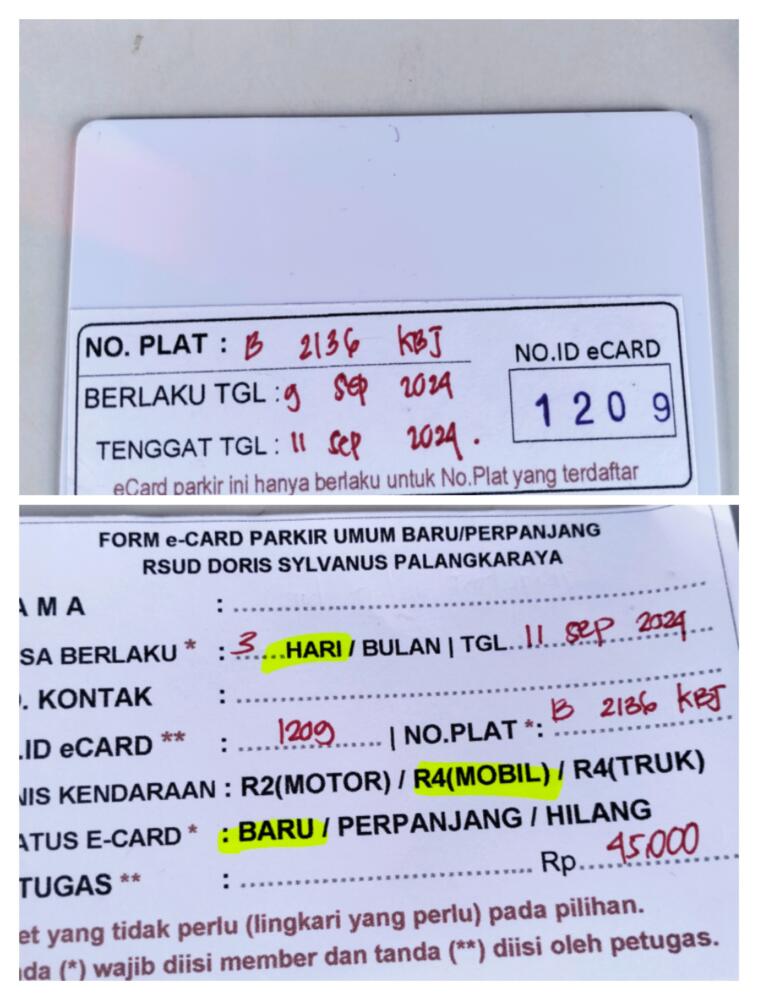 NO. PLAT : B 2136 KBJ
NO.ID eCARD
BERLAKU TGL : 9 Sep 2024
1209
TENGGAT TGL : 11 Sep 2024.
eCard parkir ini hanya berlaku untuk No.Plat yang terdaftar
FORM e-CARD PARKIR UMUM BARU/PERPANJANG
RSUD DORIS SYLVANUS PALANGKARAYA
AMA : ....................
SA BERLAKU * : 3 ....HARI / BULAN | TGL. 11 Sep 2024
. KONTAK : ....................
.ID eCARD ** : 1209 | NO.PLAT *: B 2136 KBJ
NIS KENDARAAN : R2(MOTOR) / R4(MOBIL) / R4(TRUK)
ATUS E-CARD * : BARU / PERPANJANG / HILANG
TUGAS ** : .................... Rp. 45.000
et yang tidak perlu (lingkari yang perlu) pada pilihan.
da (*) wajib diisi member dan tanda (**) diisi oleh petugas.